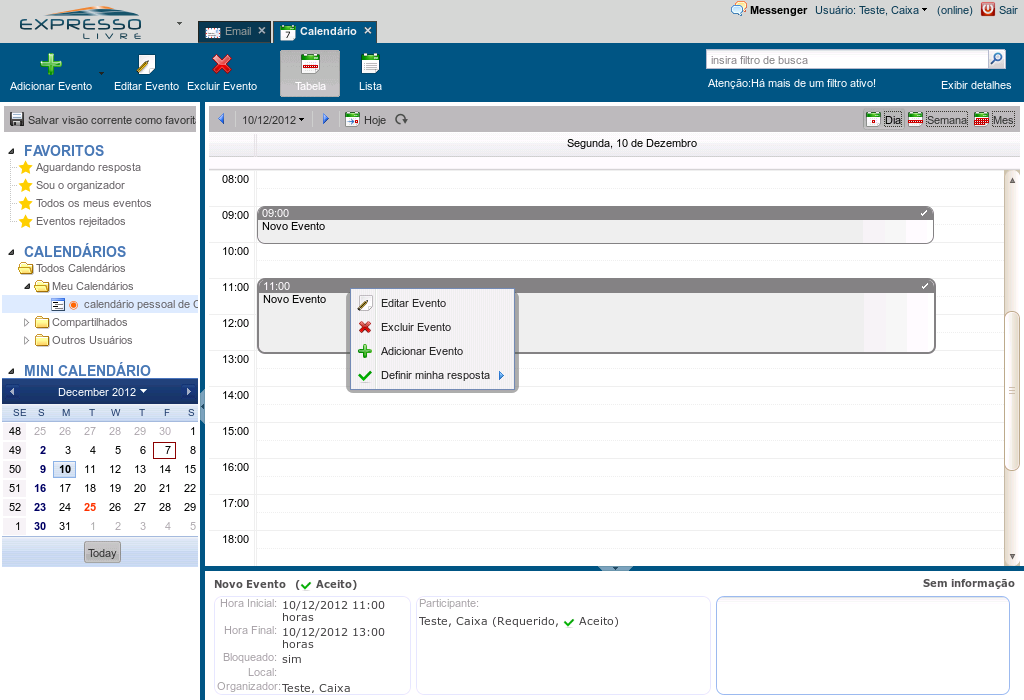 EXPRESSO
LIVRE
Email
Calendário
Messenger
Usuário: Teste, Caixa
(online)
Sair
Adicionar Evento
Editar Evento
Excluir Evento
Tabela
Lista
insira filtro de busca
Atenção:Há mais de um filtro ativo!
Exibir detalhes
Salvar visão corrente como favorit
10/12/2012
Hoje
Dia
Semana
Mes
FAVORITOS
Aguardando resposta
Sou o organizador
Todos os meus eventos
Eventos rejeitados
CALENDÁRIOS
Todos Calendários
Meu Calendários
calendário pessoal de C
Compartilhados
Outros Usuários
MINI CALENDÁRIO
December 2012
SE S M T W T F S
48 25 26 27 28 29 30 1
49 2 3 4 5 6 7 8
50 9 10 11 12 13 14 15
51 16 17 18 19 20 21 22
52 23 24 25 26 27 28 29
1 30 31 1 2 3 4 5
Today
Segunda, 10 de Dezembro
08:00
09:00
09:00
Novo Evento
10:00
11:00
11:00
Novo Evento
Editar Evento
Excluir Evento
Adicionar Evento
Definir minha resposta
12:00
13:00
14:00
15:00
16:00
17:00
18:00
Novo Evento (✓ Aceito)
Sem informação
Hora Inicial: 10/12/2012 11:00
horas
Hora Final: 10/12/2012 13:00
horas
Bloqueado: sim
Local:
Organizador: Teste, Caixa
Participante:
Teste, Caixa (Requerido, ✓ Aceito)